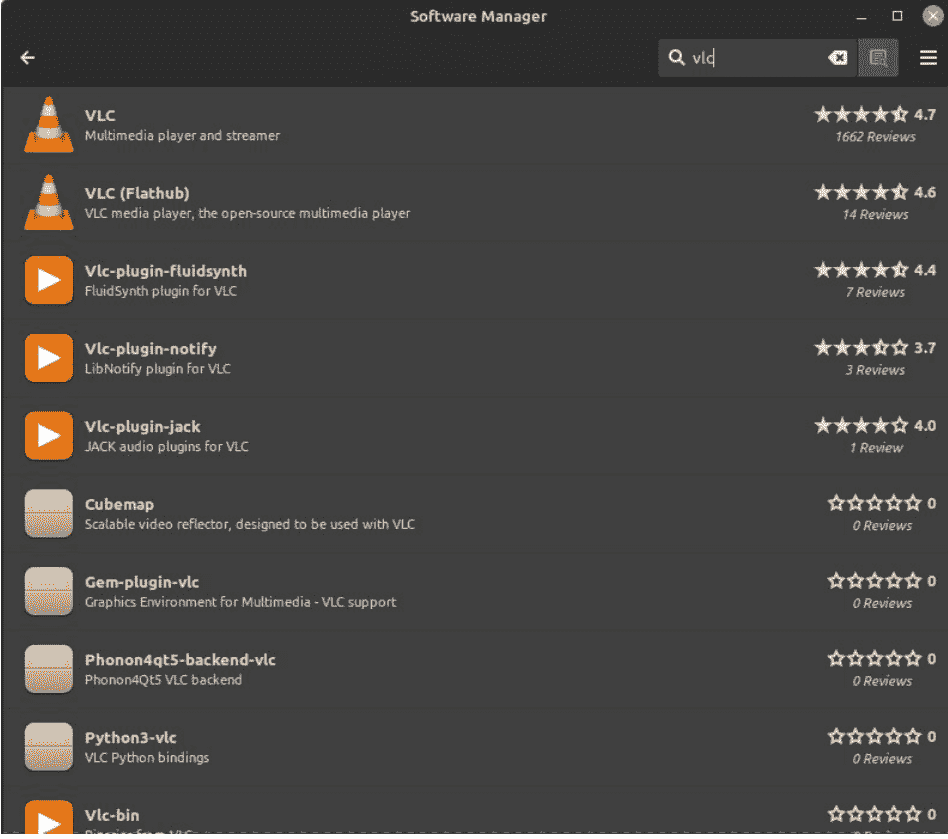 Software Manager
vlc
VLC
Multimedia player and streamer
4.7
1662 Reviews
VLC (Flathub)
VLC media player, the open-source multimedia player
4.6
14 Reviews
Vlc-plugin-fluidsynth
FluidSynth plugin for VLC
4.4
7 Reviews
Vlc-plugin-notify
LibNotify plugin for VLC
3.7
3 Reviews
Vlc-plugin-jack
JACK audio plugins for VLC
4.0
1 Review
Cubemap
Scalable video reflector, designed to be used with VLC
0
0 Reviews
Gem-plugin-vlc
Graphics Environment for Multimedia - VLC support
0
0 Reviews
Phonon4qt5-backend-vlc
Phonon4Qt5 VLC backend
0
0 Reviews
Python3-vlc
VLC Python bindings
0
0 Reviews
Vlc-bin
0